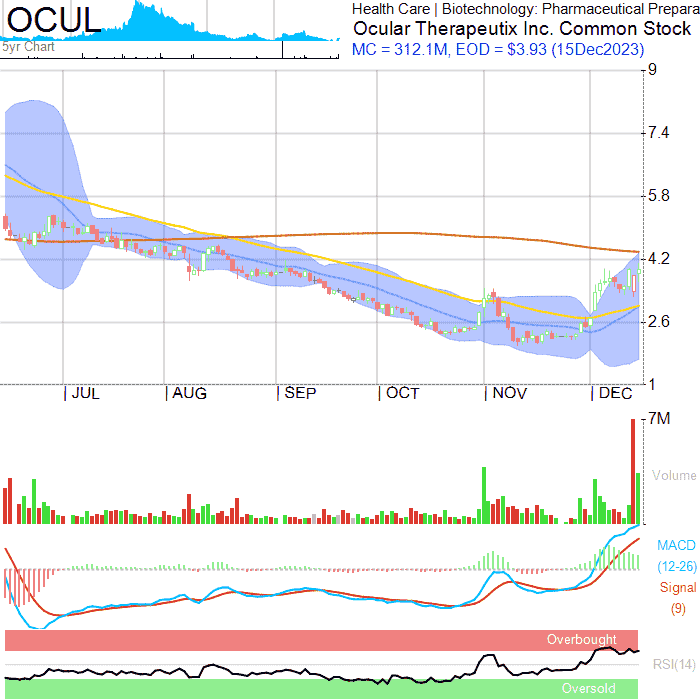 OCUL
5yr Chart
Health Care | Biotechnology: Pharmaceutical Prepara
Ocular Therapeutix Inc. Common Stock
MC = 312.1M, EOD = $3.93 (15Dec2023)
9
7.4
5.8
4.2
2.6
1
JUL AUG SEP OCT NOV DEC
7M
Volume
MACD
(12-26)
Signal
(9)
Overbought
RSI(14)
Oversold